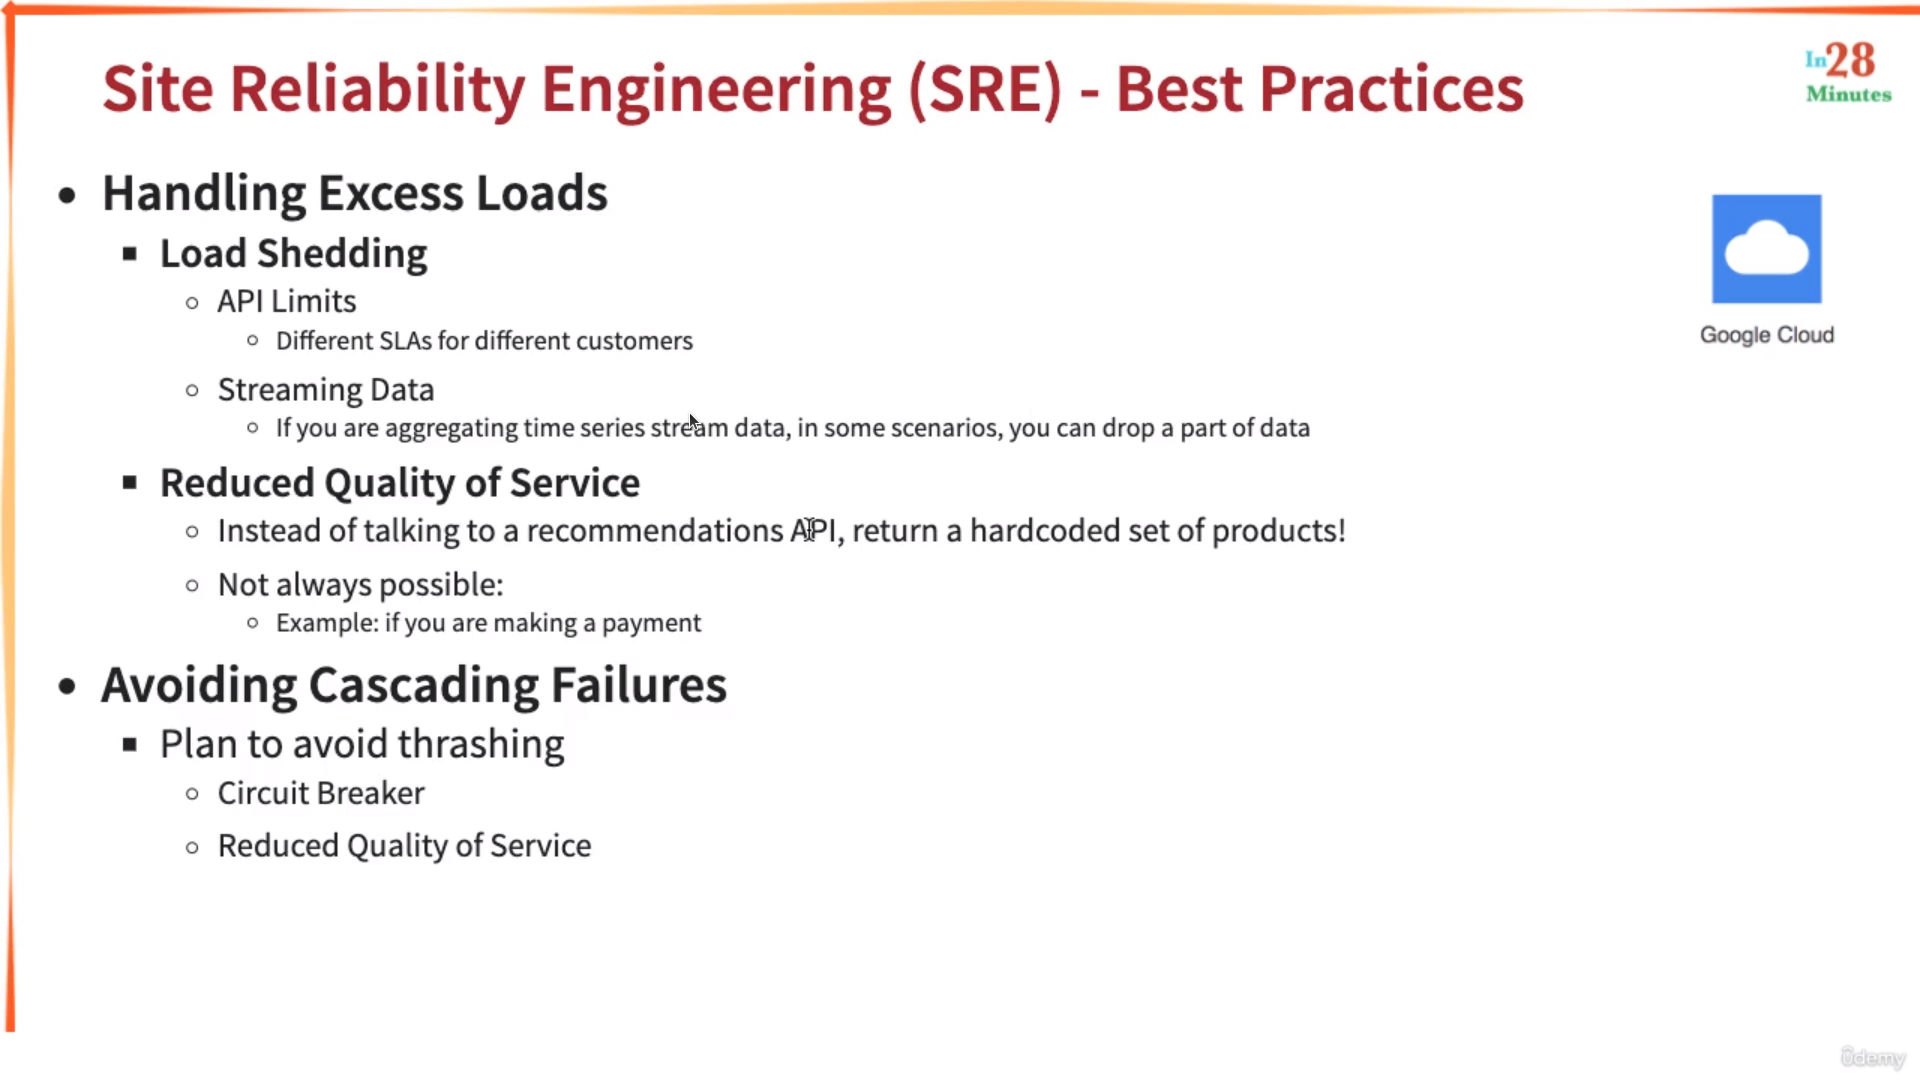 Site Reliability Engineering (SRE) - Best Practices
In28
Minutes
Handling Excess Loads
Load Shedding
API Limits
Different SLAs for different customers
Streaming Data
If you are aggregating time series stream data, in some scenarios, you can drop a part of data
Reduced Quality of Service
Instead of talking to a recommendations API, return a hardcoded set of products!
Not always possible:
Example: if you are making a payment
Avoiding Cascading Failures
Plan to avoid thrashing
Circuit Breaker
Reduced Quality of Service
Google Cloud
ûdemy